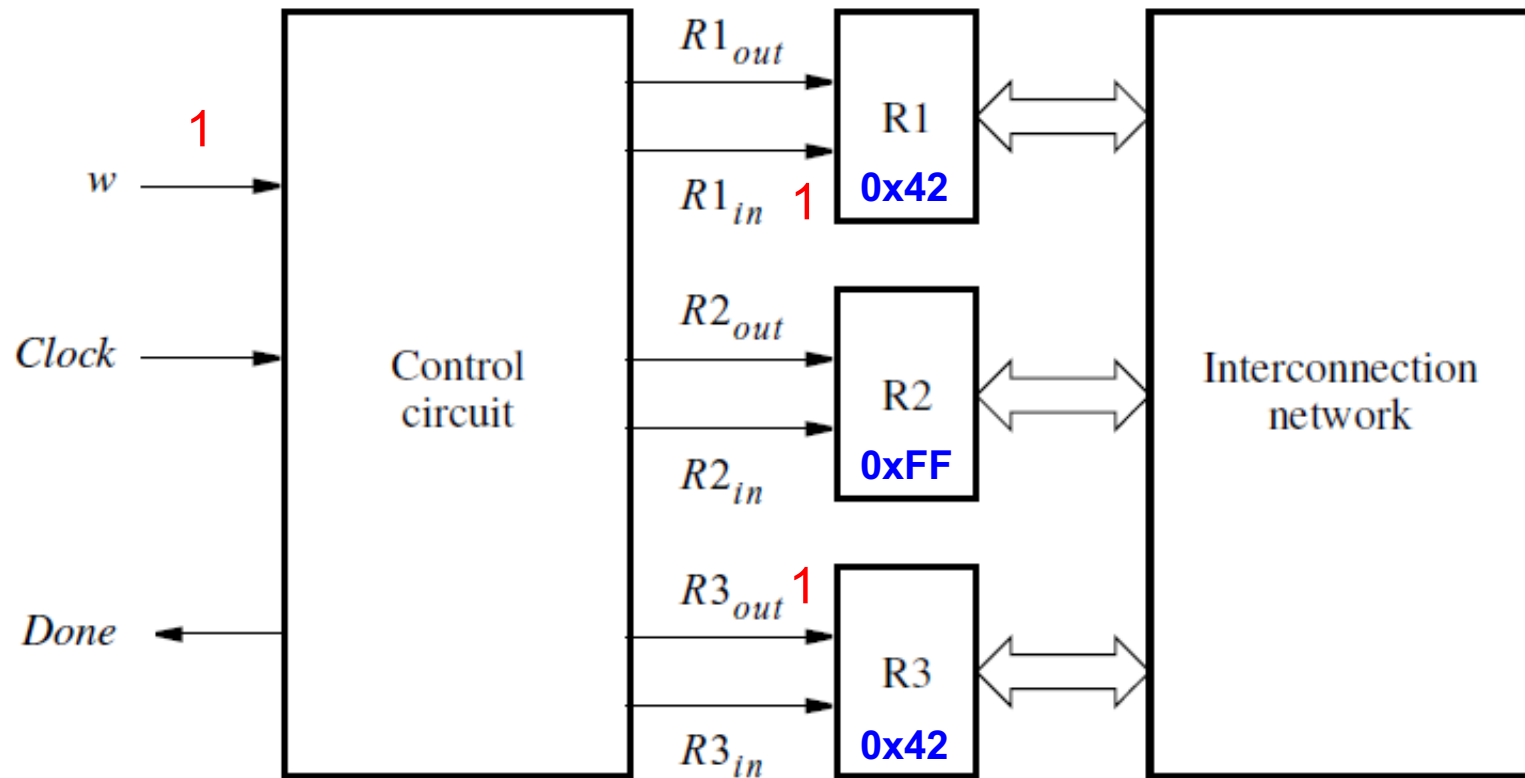 R1out
1
w
R1
R1in 1
0x42
R2out
Clock
Control
circuit
R2
Interconnection
network
R2in
0xFF
R3out 1
Done
R3
R3in
0x42